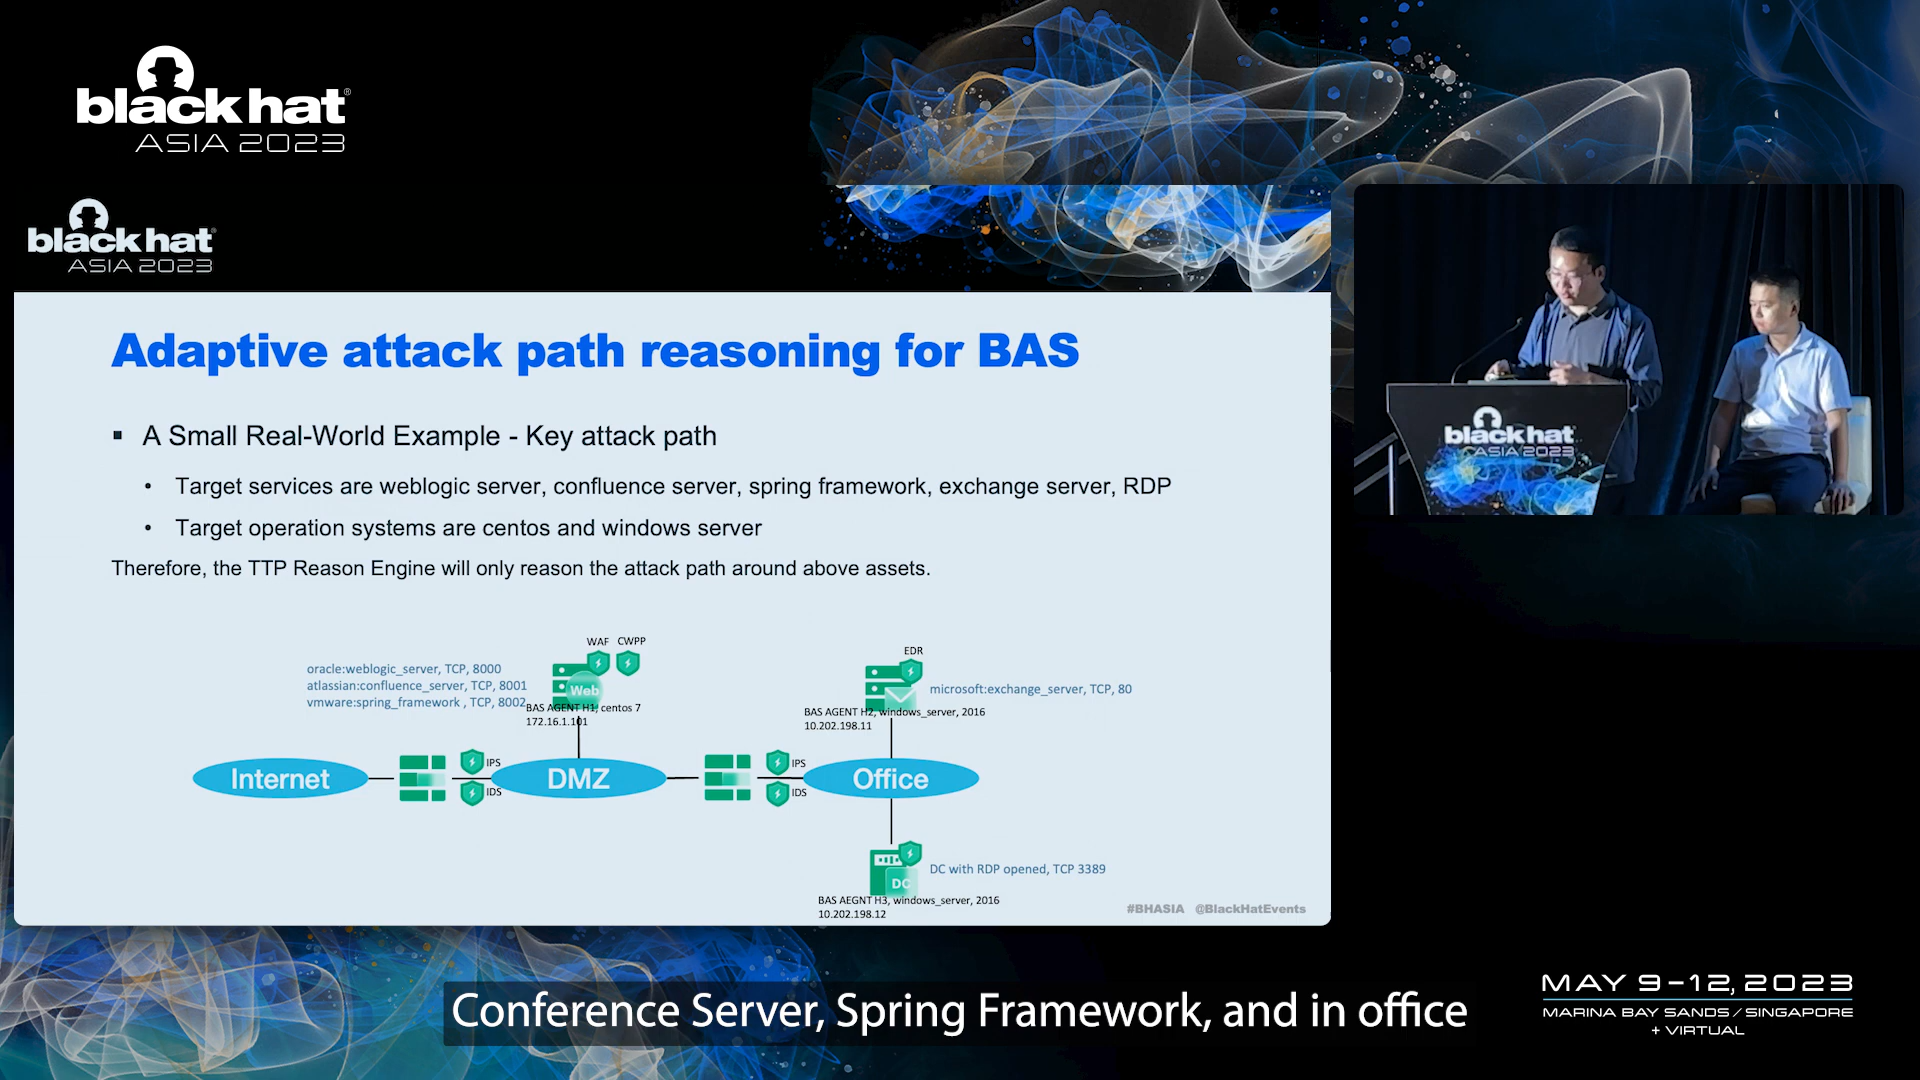 black hat®
ASIA 2023
black hat®
ASIA 2023
Adaptive attack path reasoning for BAS
▪ A Small Real-World Example - Key attack path
• Target services are weblogic server, confluence server, spring framework, exchange server, RDP
• Target operation systems are centos and windows server
Therefore, the TTP Reason Engine will only reason the attack path around above assets.
WAF CWPP
oracle:weblogic_server, TCP, 8000
atlassian:confluence_server, TCP, 8001
vmware:spring_framework , TCP, 8002
Web
BAS AGENT H1, centos 7
172.16.1.101
EDR
microsoft:exchange_server, TCP, 80
BAS AGENT H2, windows_server, 2016
10.202.198.11
Internet
IPS
IDS
DMZ
IPS
IDS
Office
DC
DC with RDP opened, TCP 3389
BAS AEGNT H3, windows_server, 2016
10.202.198.12
#BHASIA @BlackHatEvents
black hat
ASIA 2023
Conference Server, Spring Framework, and in office
MAY 9-12, 2023
MARINA BAY SANDS / SINGAPORE
+ VIRTUAL